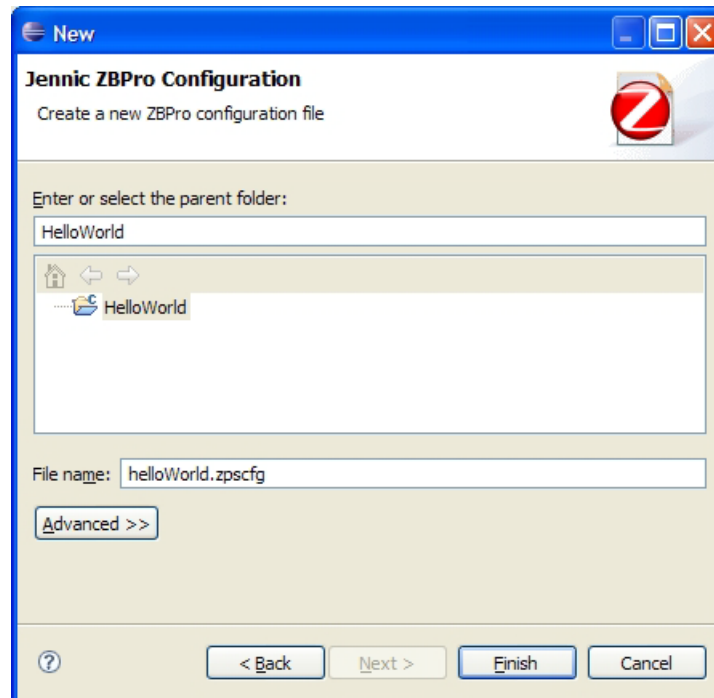 New
Jennic ZBPro Configuration
Create a new ZBPro configuration file
Z
Enter or select the parent folder:
HelloWorld
HelloWorld
File name: helloWorld.zpscfg
Advanced >>
? < Back Next > Finish Cancel